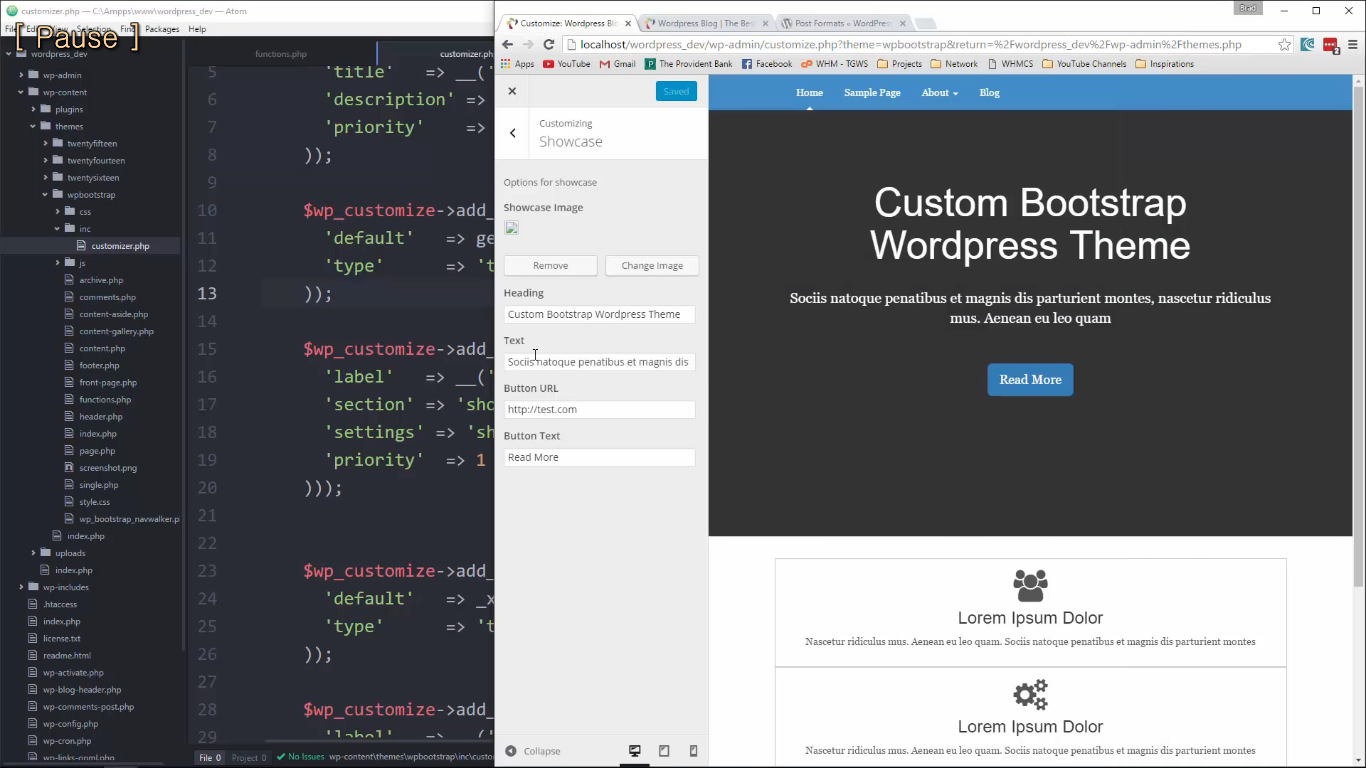 customizer.php - C:\Ampps\www\wordpress_dev - Atom
Selection
Packages
Help
[ Pause ]
wordpress_dev
wp-admin
wp-content
plugins
themes
twentyfifteen
twentyfourteen
twentysixteen
wpbootstrap
css
inc
customizer.php
js
archive.php
comments.php
content-aside.php
content-gallery.php
content.php
footer.php
front-page.php
functions.php
header.php
index.php
page.php
screenshot.png
single.php
style.css
wp_bootstrap_navwalker.p
index.php
uploads
index.php
wp-includes
.htaccess
index.php
license.txt
readme.html
wp-activate.php
wp-blog-header.php
wp-comments-post.php
wp-config.php
wp-cron.php
wp-links-opml.php
functions.php
customizer.ph
5 'title' => __('
6 'description' =>
7 'priority' =>
8 ));
9
10 $wp_customize->add_
11 'default' => ge
12 'type' => 't
13 ));
14
15 $wp_customize->add_
16 'label' => __('
17 'section' => 'sho
18 'settings' => 'sh
19 'priority' => 1
20 )));
21
22
23 $wp_customize->add_
24 'default' => _x
25 'type' => 't
26 ));
27
28 $wp_customize->add_
29 'label' => __('
File 0 Project 0 No Issues wp-content\themes\wpbootstrap\inc\custo
Brad
Customize: Wordpress Blo
Wordpress Blog | The Bes
Post Formats « WordPres
localhost/wordpress_dev/wp-admin/customize.php?theme=wpbootstrap&return=%2Fwordpress_dev%2Fwp-admin%2Fthemes.php
2
Apps YouTube Gmail The Provident Bank Facebook WHM - TGWS Projects Network WHMCS YouTube Channels Inspirations
Saved
Customizing
Showcase
Options for showcase
Showcase Image
Remove Change Image
Heading
Custom Bootstrap Wordpress Theme
Text
Sociis natoque penatibus et magnis dis
Button URL
http://test.com
Button Text
Read More
Collapse
Home Sample Page About Blog
Custom Bootstrap
Wordpress Theme
Sociis natoque penatibus et magnis dis parturient montes, nascetur ridiculus
mus. Anean eu leo quam
Read More
Lorem Ipsum Dolor
Nascetur ridiculus mus. Aenean eu leo quam. Sociis natoque penatibus et magnis dis parturient montes
Lorem Ipsum Dolor
Nascetur ridiculus mus. Aenean eu leo quam. Sociis natoque penatibus et magnis dis parturient montes